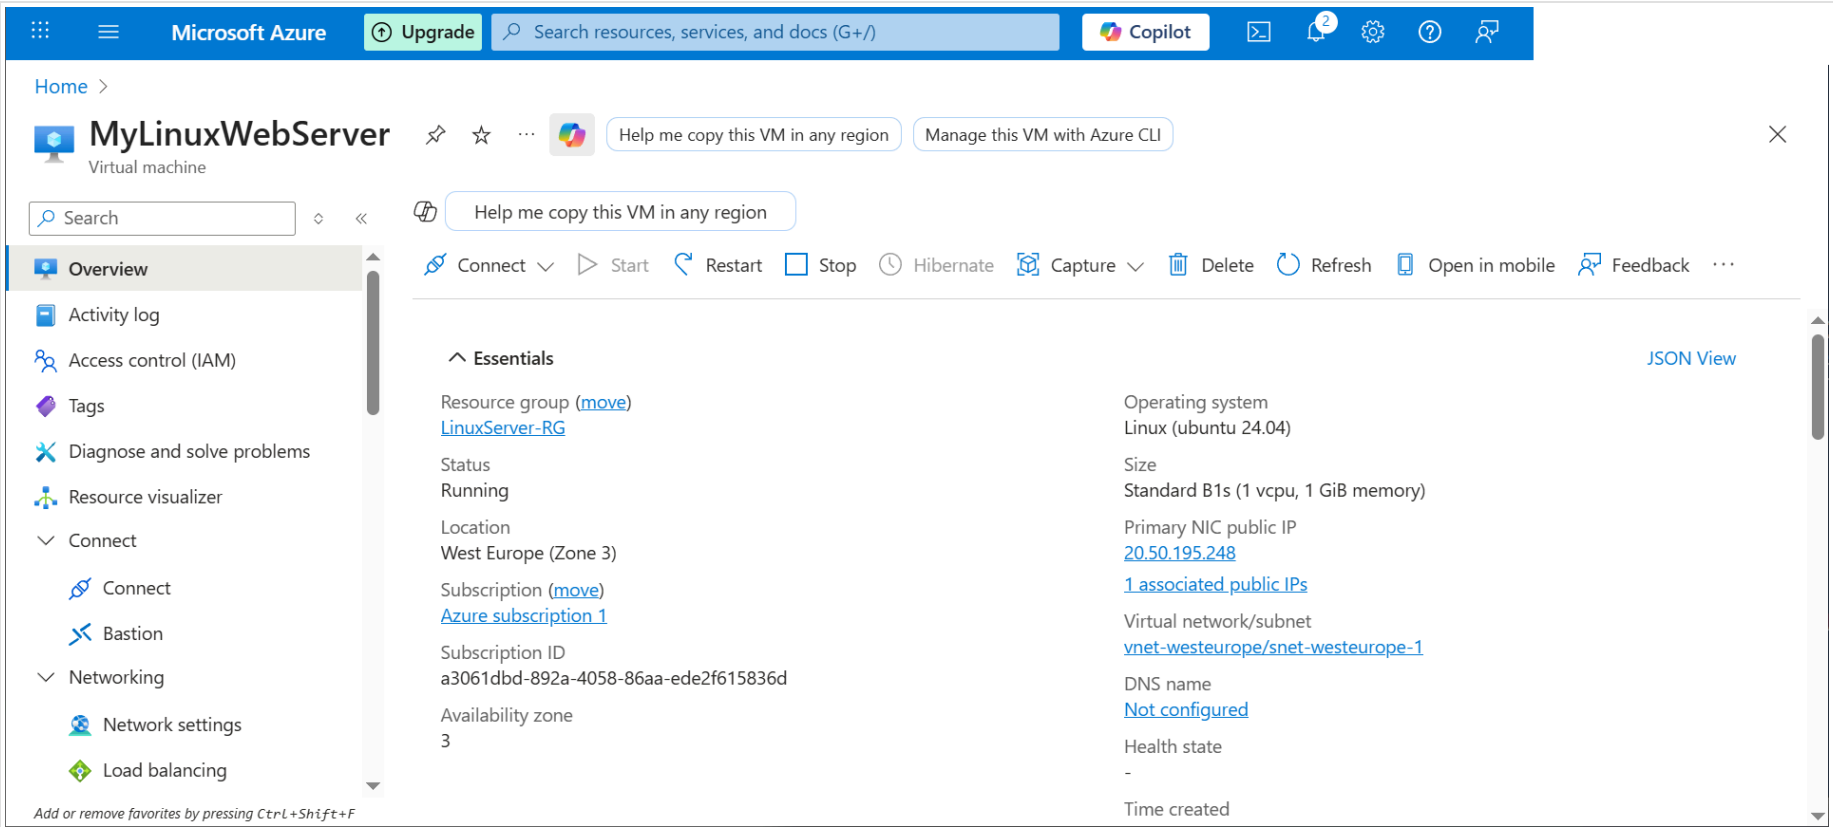 Microsoft Azure
Upgrade
Search resources, services, and docs (G+/)
Copilot
2
Home
MyLinuxWebServer
Virtual machine
Help me copy this VM in any region
Manage this VM with Azure CLI
Search
Help me copy this VM in any region
Connect
Start
Restart
Stop
Hibernate
Capture
Delete
Refresh
Open in mobile
Feedback
Overview
Activity log
Access control (IAM)
Tags
Diagnose and solve problems
Resource visualizer
Connect
Connect
Bastion
Networking
Network settings
Load balancing
Add or remove favorites by pressing Ctrl+Shift+F
Essentials
JSON View
Resource group (move)
LinuxServer-RG
Status
Running
Location
West Europe (Zone 3)
Subscription (move)
Azure subscription 1
Subscription ID
a3061dbd-892a-4058-86aa-ede2f615836d
Availability zone
3
Operating system
Linux (ubuntu 24.04)
Size
Standard B1s (1 vcpu, 1 GiB memory)
Primary NIC public IP
20.50.195.248
1 associated public IPs
Virtual network/subnet
vnet-westeurope/snet-westeurope-1
DNS name
Not configured
Health state
-
Time created